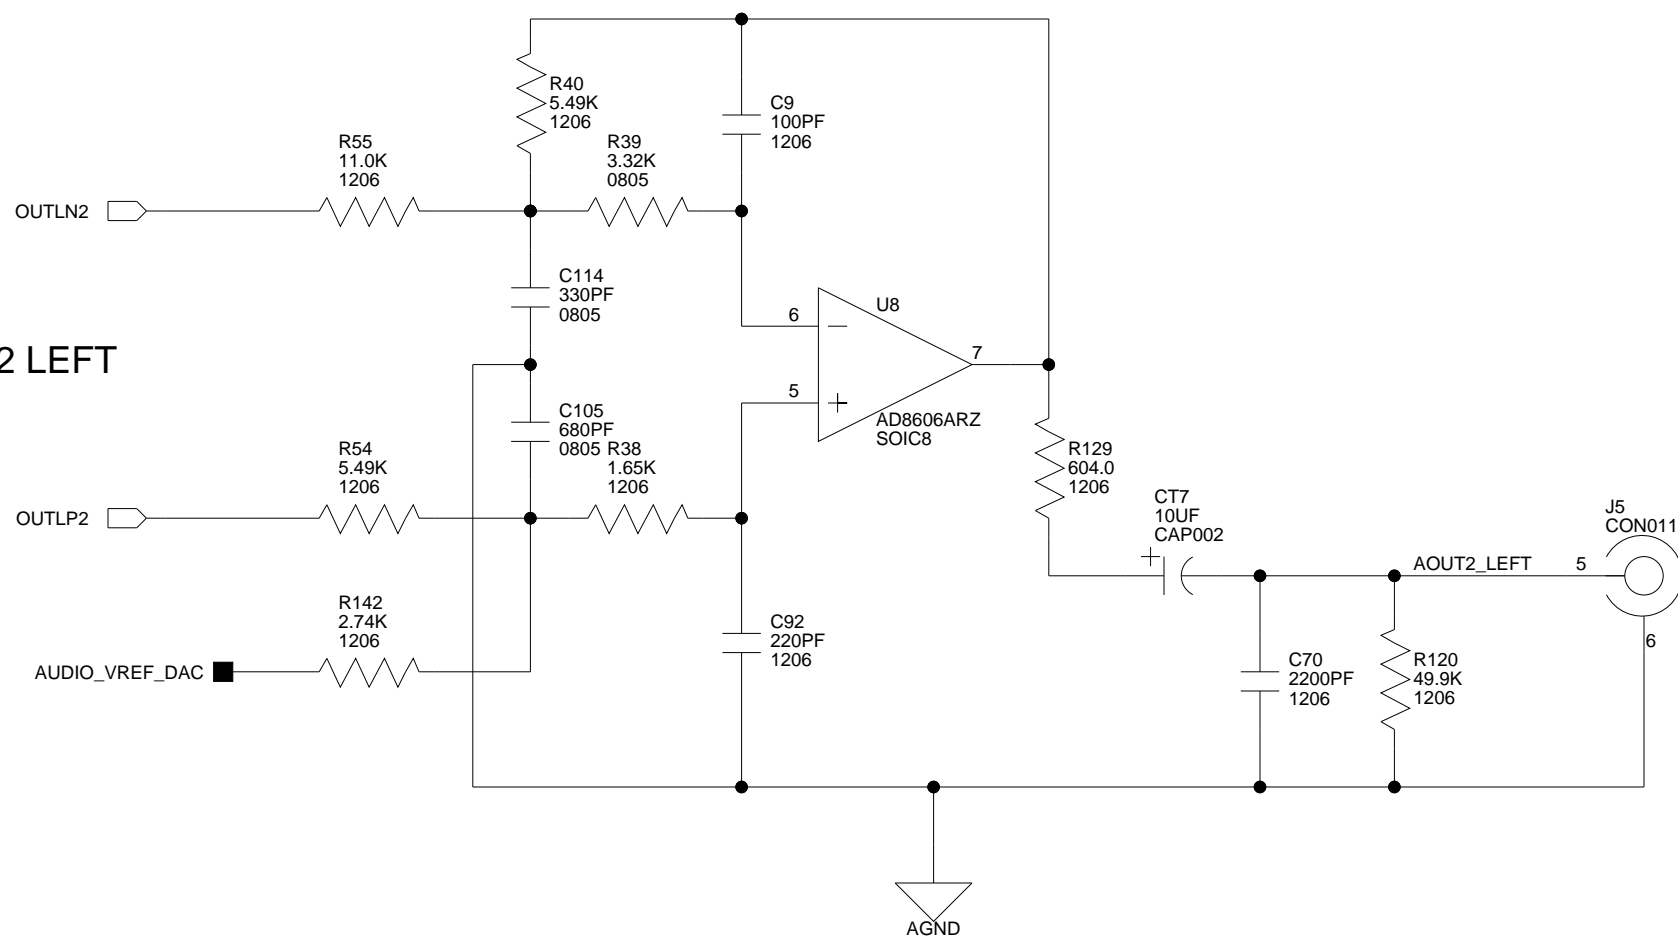 R40
5.49K
1206
C9
100PF
1206
R55
11.0K
1206
R39
3.32K
0805
OUTLN2
C114
330PF
0805
6
U8
2 LEFT
7
5
AD8606ARZ
SOIC8
C105
680PF
0805
R54
5.49K
1206
R38
1.65K
1206
OUTLP2
R129
604.0
1206
CT7
10UF
CAP002
J5
CON011
AOUT2_LEFT
5
6
R142
2.74K
1206
AUDIO_VREF_DAC
C92
220PF
1206
C70
2200PF
1206
R120
49.9K
1206
AGND